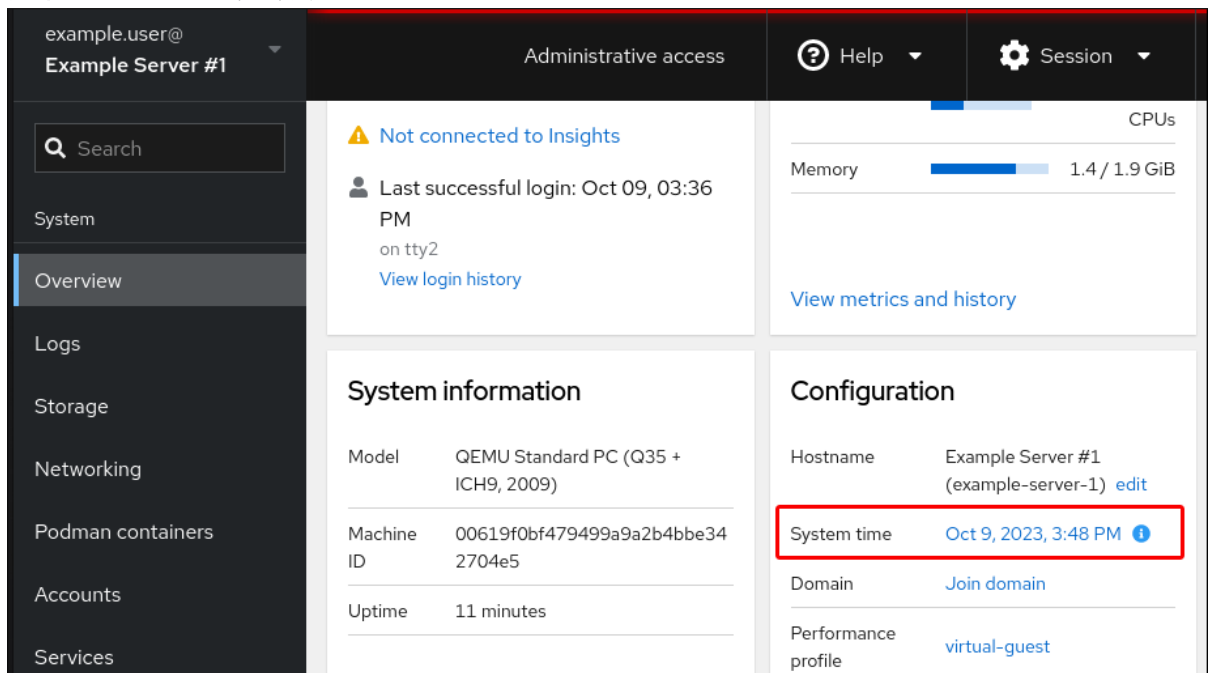 example.user@
Example Server #1
Administrative access
Help
Session
Search
System
Overview
Logs
Storage
Networking
Podman containers
Accounts
Services
Not connected to Insights
Last successful login: Oct 09, 03:36
PM
on tty2
View login history
CPUs
Memory 1.4 / 1.9 GiB
View metrics and history
System information
Model QEMU Standard PC (Q35 +
ICH9, 2009)
Machine 00619f0bf479499a9a2b4bbe34
ID 2704e5
Uptime 11 minutes
Configuration
Hostname Example Server #1
(example-server-1) edit
System time Oct 9, 2023, 3:48 PM
Domain Join domain
Performance
profile virtual-guest